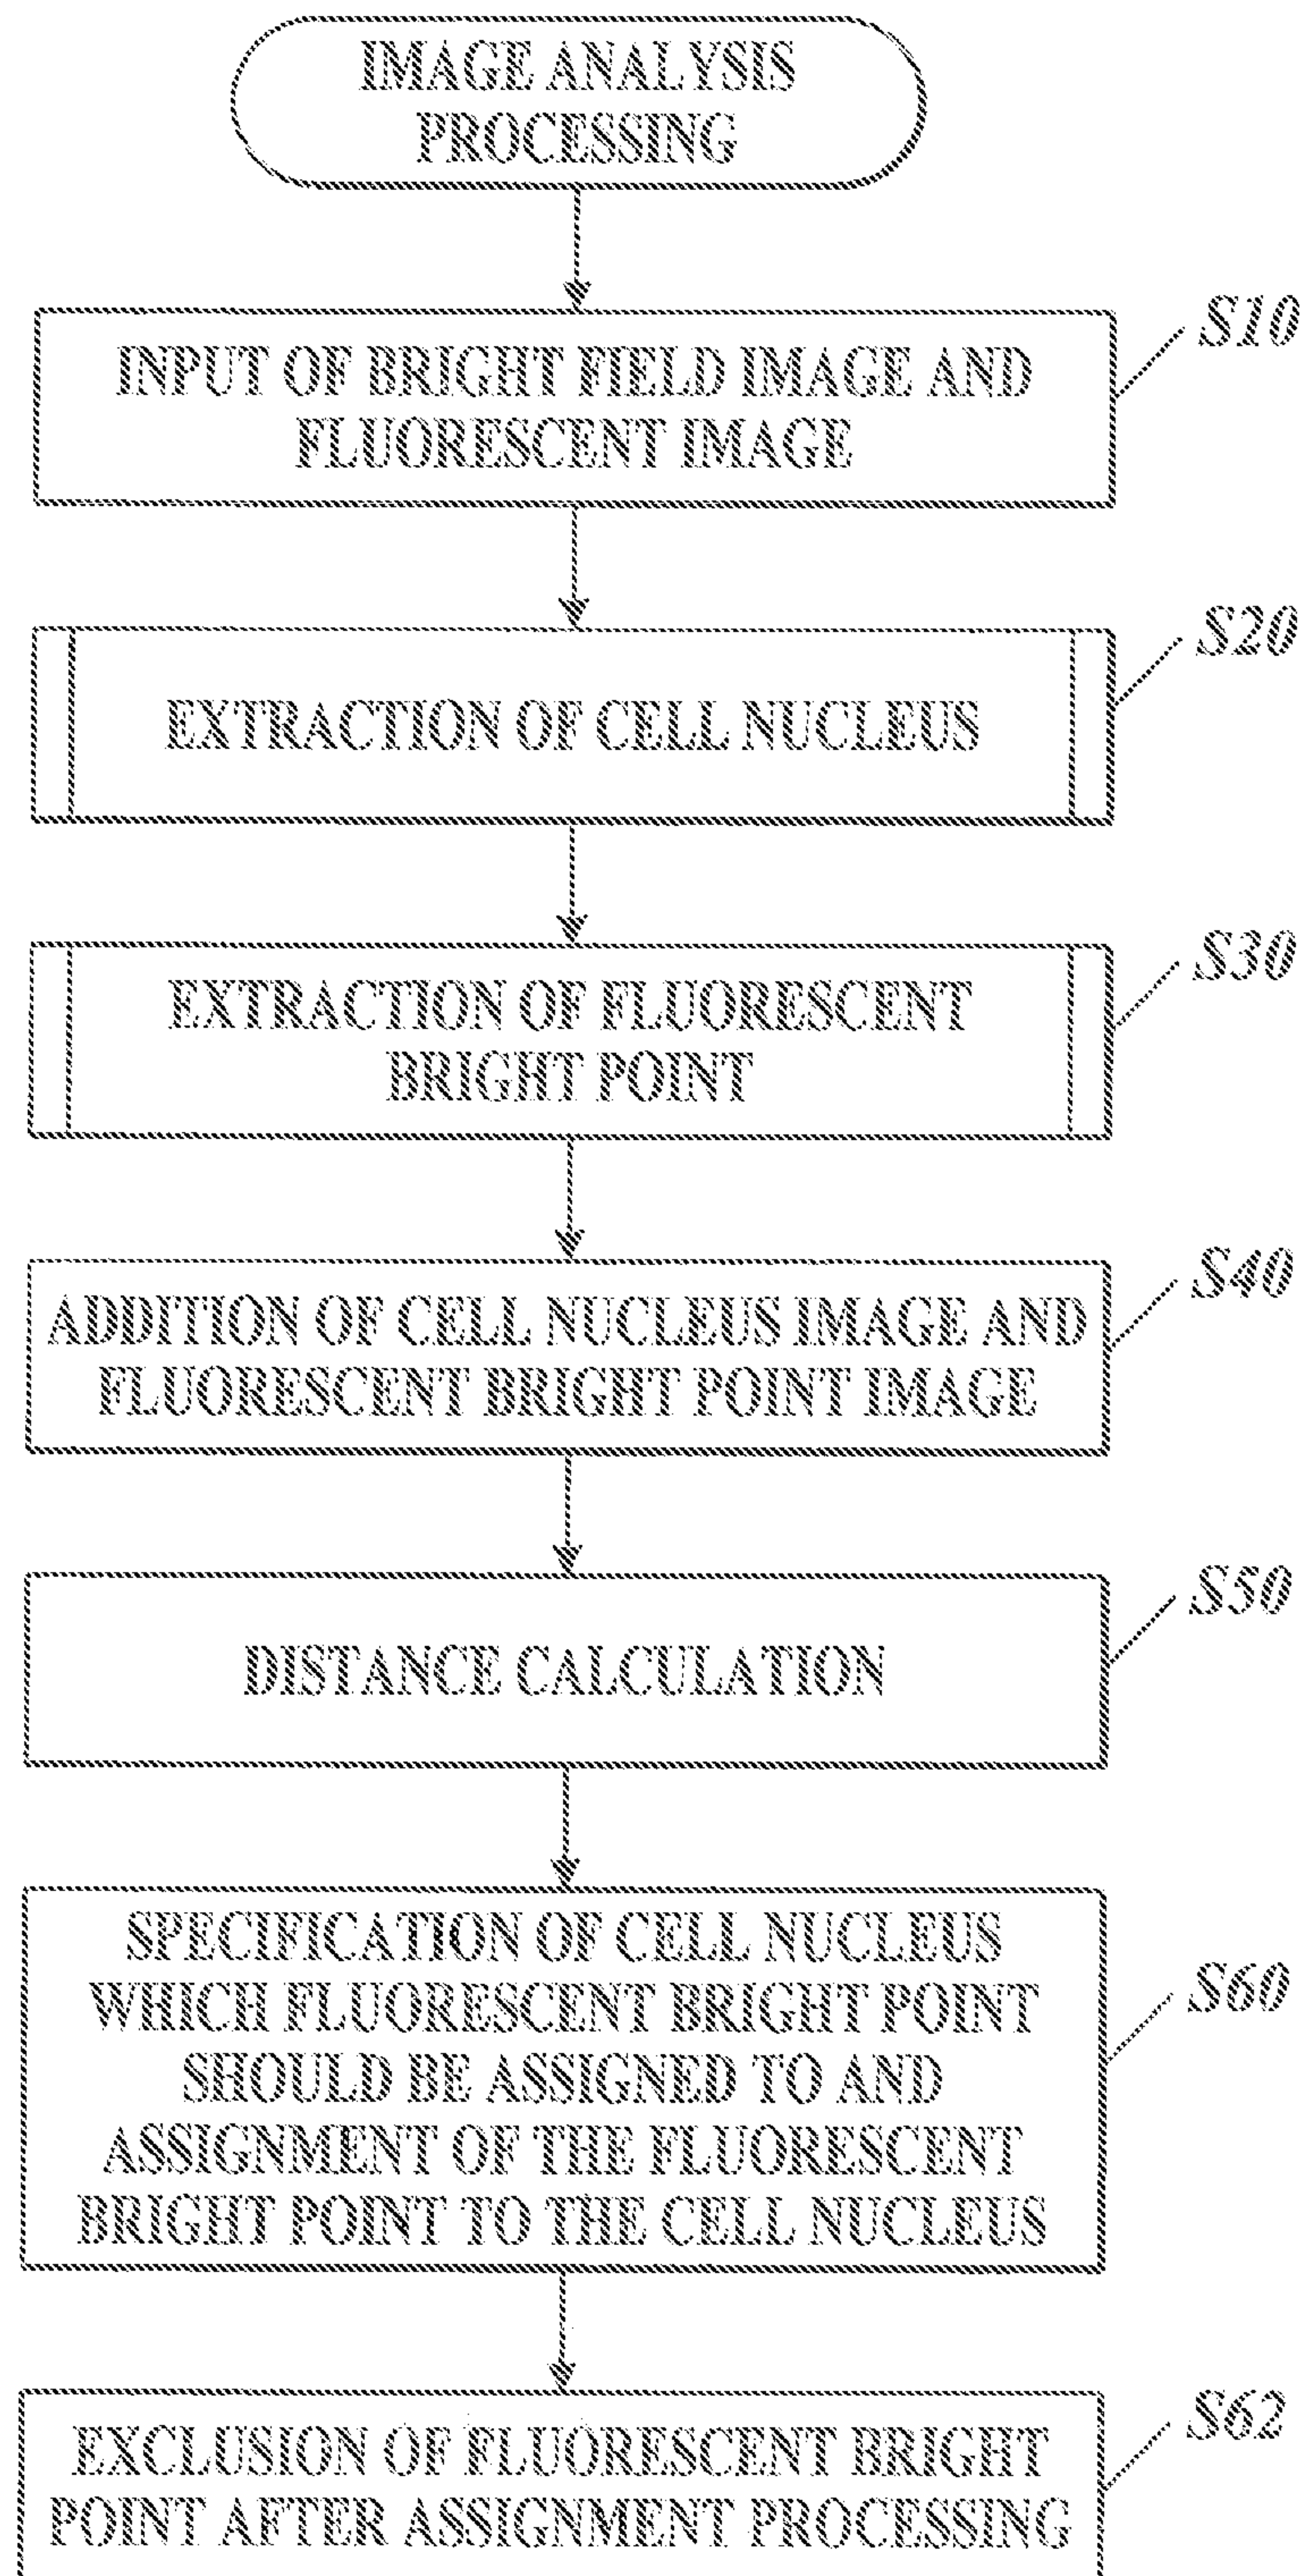 IMAGE ANALYSIS
PROCESSING
S10
INPUT OF BRIGHT FIELD IMAGE AND
FLUORESCENT IMAGE
S20
EXTRACTION OF CELL NUCLEUS
S30
EXTRACTION OF FLUORESCENT
BRIGHT POINT
S40
ADDITION OF CELL NUCLEUS IMAGE AND
FLUORESCENT BRIGHT POINT IMAGE
S50
DISTANCE CALCULATION
S60
SPECIFICATION OF CELL NUCLEUS
WHICH FLUORESCENT BRIGHT POINT
SHOULD BE ASSIGNED TO AND
ASSIGNMENT OF THE FLUORESCENT
BRIGHT POINT TO THE CELL NUCLEUS
S62
EXCLUSION OF FLUORESCENT BRIGHT
POINT AFTER ASSIGNMENT PROCESSING